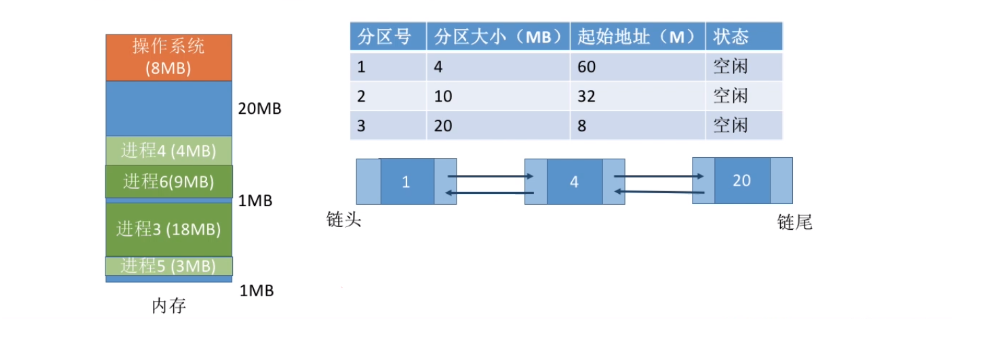 操作系统
(8MB)
20MB
进程4 (4MB)
进程6(9MB)
1MB
进程3 (18MB)
进程5 (3MB)
1MB
内存
分区号 分区大小（MB） 起始地址（M） 状态
1 4 60 空闲
2 10 32 空闲
3 20 8 空闲
1 4 20
链头 链尾